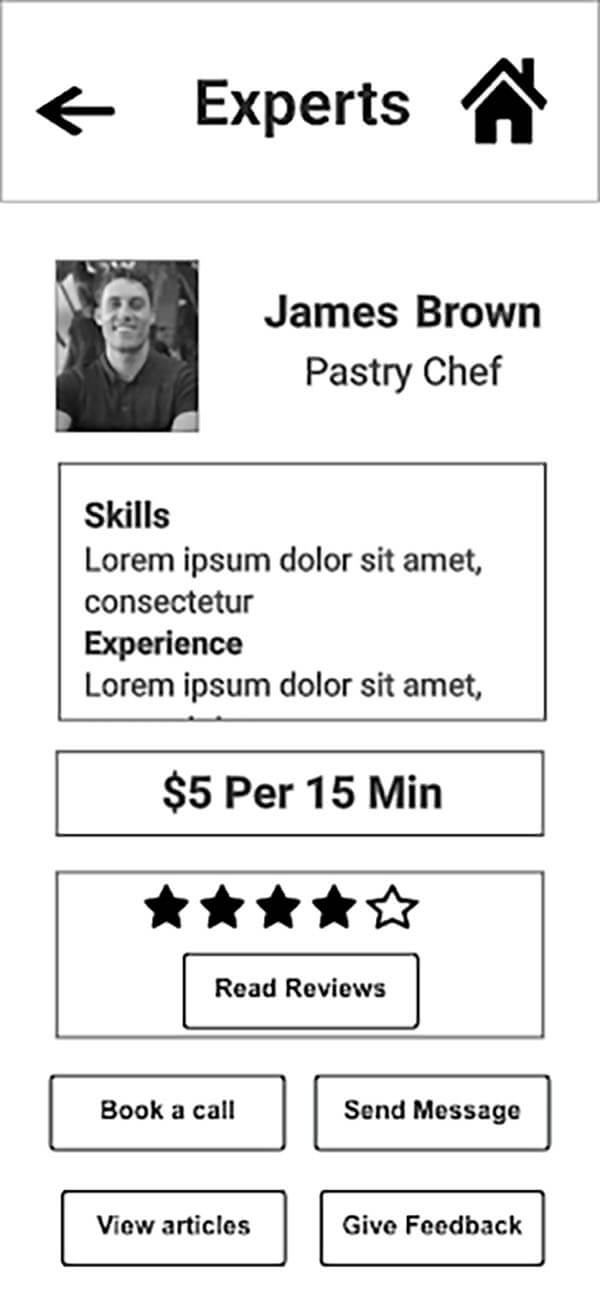 Experts
James Brown
Pastry Chef
Skills
Lorem ipsum dolor sit amet,
consectetur
Experience
Lorem ipsum dolor sit amet,
$5 Per 15 Min
Read Reviews
Book a call
Send Message
View articles
Give Feedback